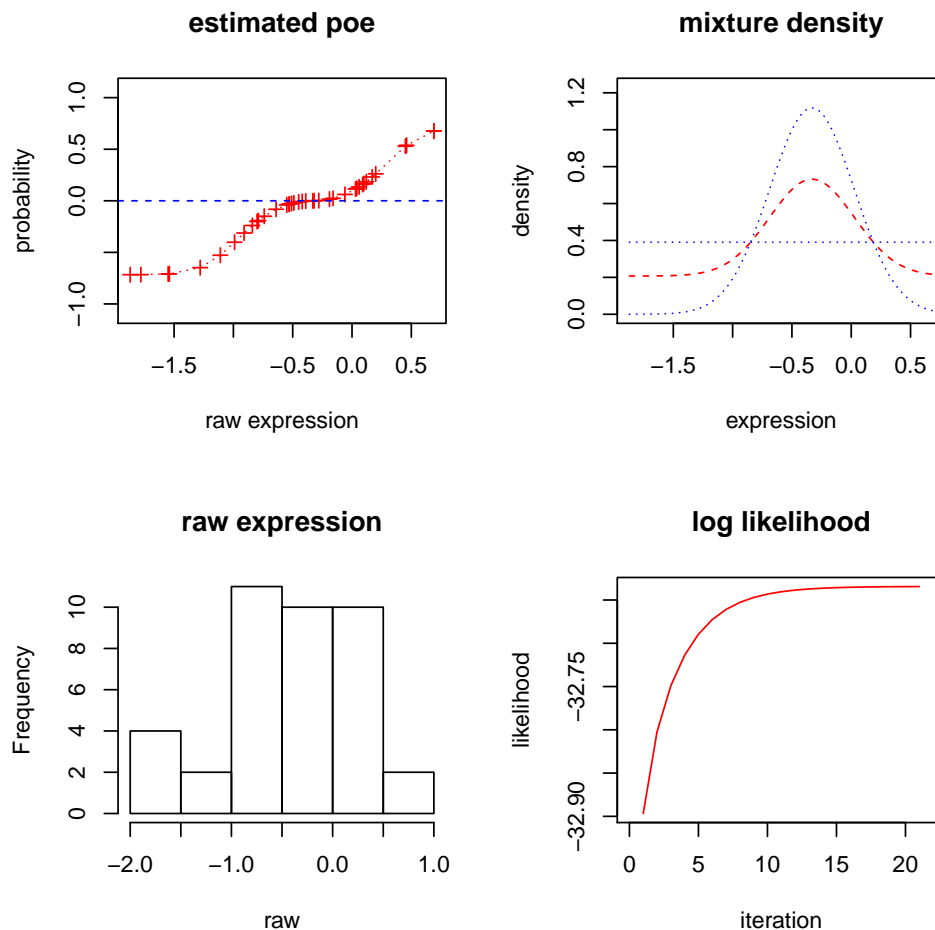 estimated poe
probability
−1.0
0.0
0.5
1.0
−1.5
−0.5
0.0
0.5
raw expression
mixture density
density
0.0
0.4
0.8
1.2
−1.5
−0.5
0.0
0.5
expression
raw expression
Frequency
0
2
4
6
8
10
−2.0
−1.0
0.0
1.0
raw
log likelihood
likelihood
−32.90
−32.75
0
5
10
15
20
iteration